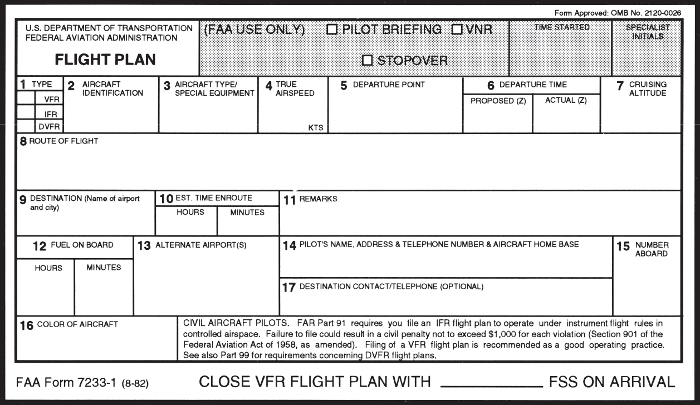 Form Approved: OMB No. 2120-0026
U.S. DEPARTMENT OF TRANSPORTATION
FEDERAL AVIATION ADMINISTRATION
FLIGHT PLAN
(FAA USE ONLY) PILOT BRIEFING VNR
STOPOVER
TIME STARTED
SPECIALIST
INITIALS
1 TYPE
VFR
IFR
DVFR
2 AIRCRAFT
IDENTIFICATION
3 AIRCRAFT TYPE/
SPECIAL EQUIPMENT
4 TRUE
AIRSPEED
KTS
5 DEPARTURE POINT
6 DEPARTURE TIME
PROPOSED (Z) ACTUAL (Z)
7 CRUISING
ALTITUDE
8 ROUTE OF FLIGHT
9 DESTINATION (Name of airport
and city)
10 EST. TIME ENROUTE
HOURS MINUTES
11 REMARKS
12 FUEL ON BOARD
HOURS MINUTES
13 ALTERNATE AIRPORT(S)
14 PILOT'S NAME, ADDRESS & TELEPHONE NUMBER & AIRCRAFT HOME BASE
17 DESTINATION CONTACT/TELEPHONE (OPTIONAL)
15 NUMBER
ABOARD
16 COLOR OF AIRCRAFT
CIVIL AIRCRAFT PILOTS. FAR Part 91 requires you file an IFR flight plan to operate under instrument flight rules in
controlled airspace. Failure to file could result in a civil penalty not to exceed $1,000 for each violation (Section 901 of the
Federal Aviation Act of 1958, as amended). Filing of a VFR flight plan is recommended as a good operating practice.
See also Part 99 for requirements concerning DVFR flight plans.
FAA Form 7233-1 (8-82) CLOSE VFR FLIGHT PLAN WITH ____________ FSS ON ARRIVAL